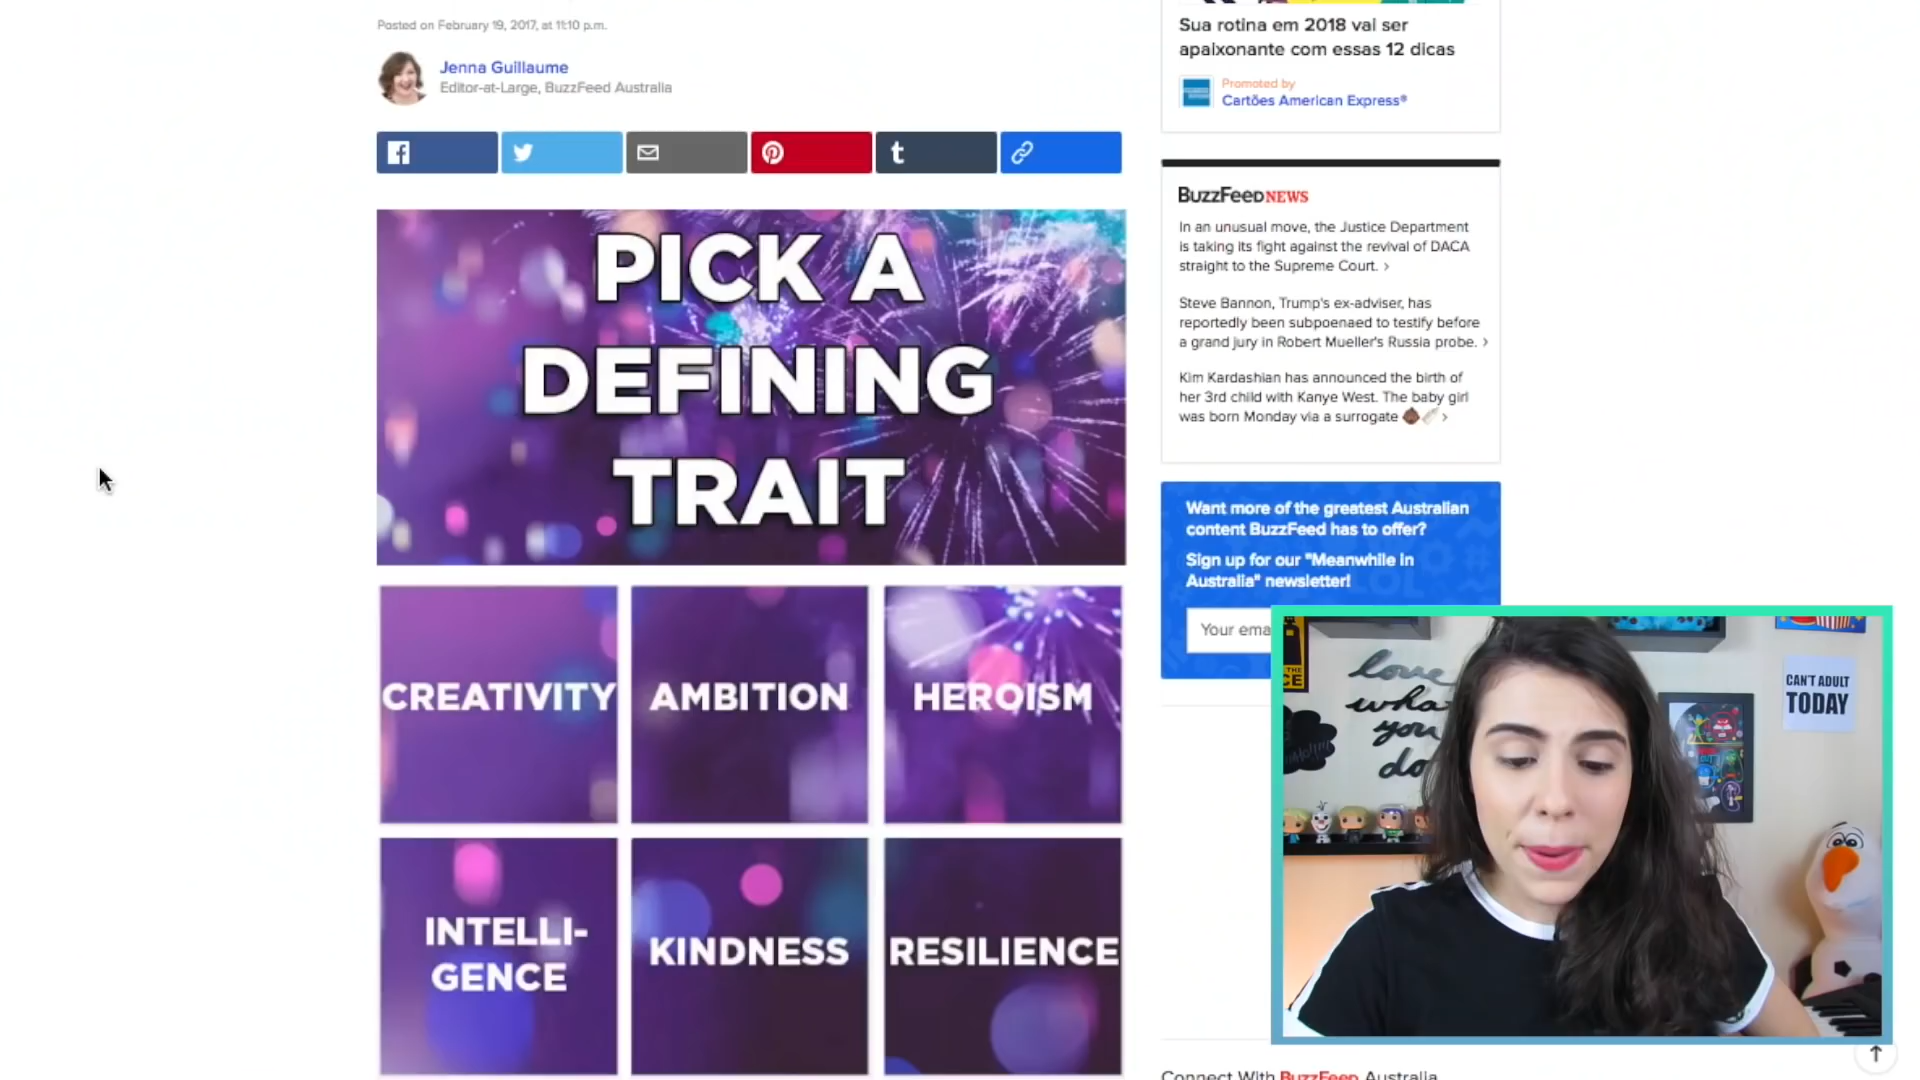 Posted on February 19, 2017, at 11:10 p.m.
Jenna Guillaume
Editor-at-Large, BuzzFeed Australia
PICK A
DEFINING
TRAIT
CREATIVITY
AMBITION
HEROISM
INTELLI-
GENCE
KINDNESS
RESILIENCE
Sua rotina em 2018 vai ser
apaixonante com essas 12 dicas
Promoted by
Cartões American Express®
BuzzFeed NEWS
In an unusual move, the Justice Department
is taking its fight against the revival of DACA
straight to the Supreme Court. ›
Steve Bannon, Trump's ex-adviser, has
reportedly been subpoenaed to testify before
a grand jury in Robert Mueller's Russia probe. ›
Kim Kardashian has announced the birth of
her 3rd child with Kanye West. The baby girl
was born Monday via a surrogate 👶🏿🍼 ›
Want more of the greatest Australian
content BuzzFeed has to offer?
Sign up for our "Meanwhile in
Australia" newsletter!
Your ema
love
wha
you
do
CAN'T ADULT
TODAY
THE
CE
Connect With BuzzFeed Australia